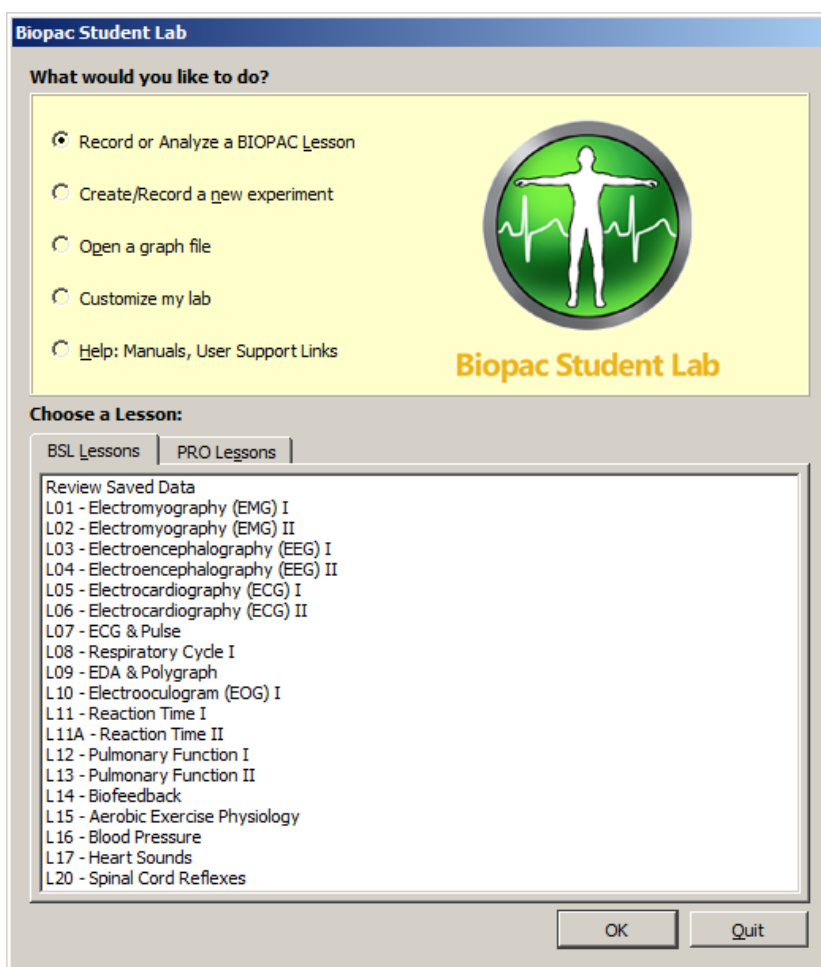 Biopac Student Lab
What would you like to do?
Record or Analyze a BIOPAC Lesson
Create/Record a new experiment
Open a graph file
Customize my lab
Help: Manuals, User Support Links
Biopac Student Lab
Choose a Lesson:
BSL Lessons PRO Lessons
Review Saved Data
L01 - Electromyography (EMG) I
L02 - Electromyography (EMG) II
L03 - Electroencephalography (EEG) I
L04 - Electroencephalography (EEG) II
L05 - Electrocardiography (ECG) I
L06 - Electrocardiography (ECG) II
L07 - ECG & Pulse
L08 - Respiratory Cycle I
L09 - EDA & Polygraph
L10 - Electrooculogram (EOG) I
L11 - Reaction Time I
L11A - Reaction Time II
L12 - Pulmonary Function I
L13 - Pulmonary Function II
L14 - Biofeedback
L15 - Aerobic Exercise Physiology
L16 - Blood Pressure
L17 - Heart Sounds
L20 - Spinal Cord Reflexes
OK Quit